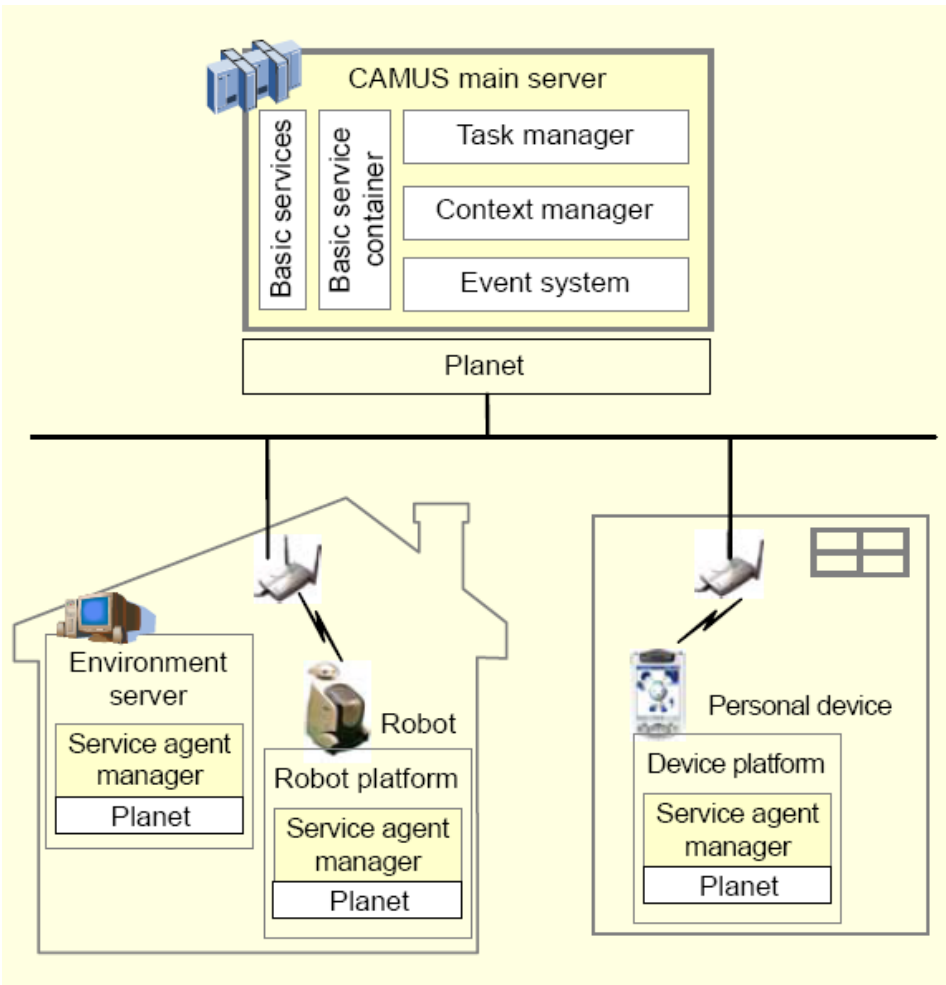 CAMUS main server
Basic services
Basic service
container
Task manager
Context manager
Event system
Planet
Environment
server
Service agent
manager
Planet
Robot
Robot platform
Service agent
manager
Planet
Personal device
Device platform
Service agent
manager
Planet